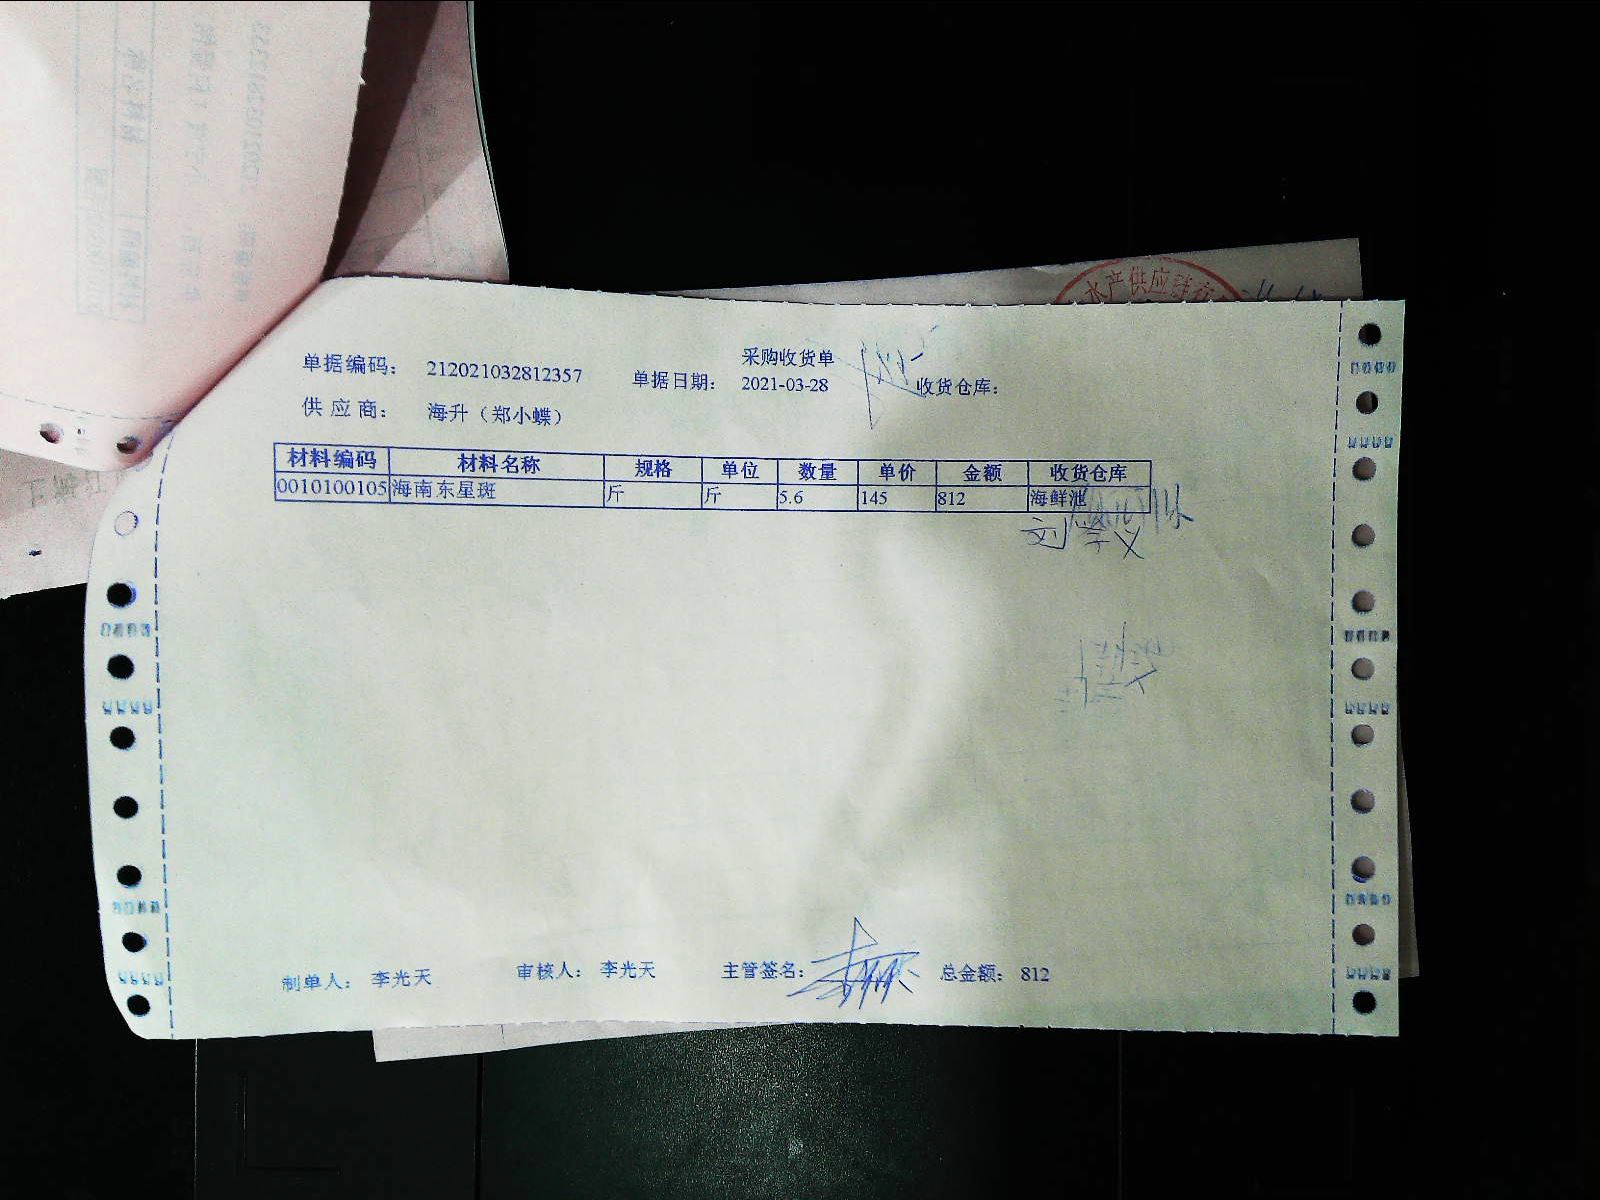 水产供应
采购收货单
单据编码： 212021032812357 单据日期： 2021-03-28 收货仓库：
供 应 商： 海升（郑小蝶）
材料编码 材料名称 规格 单位 数量 单价 金额 收货仓库
0010100105 海南东星斑 斤 斤 5.6 145 812 海鲜池
刘学义
制单人： 李光天 审核人： 李光天 主管签名： 总金额： 812